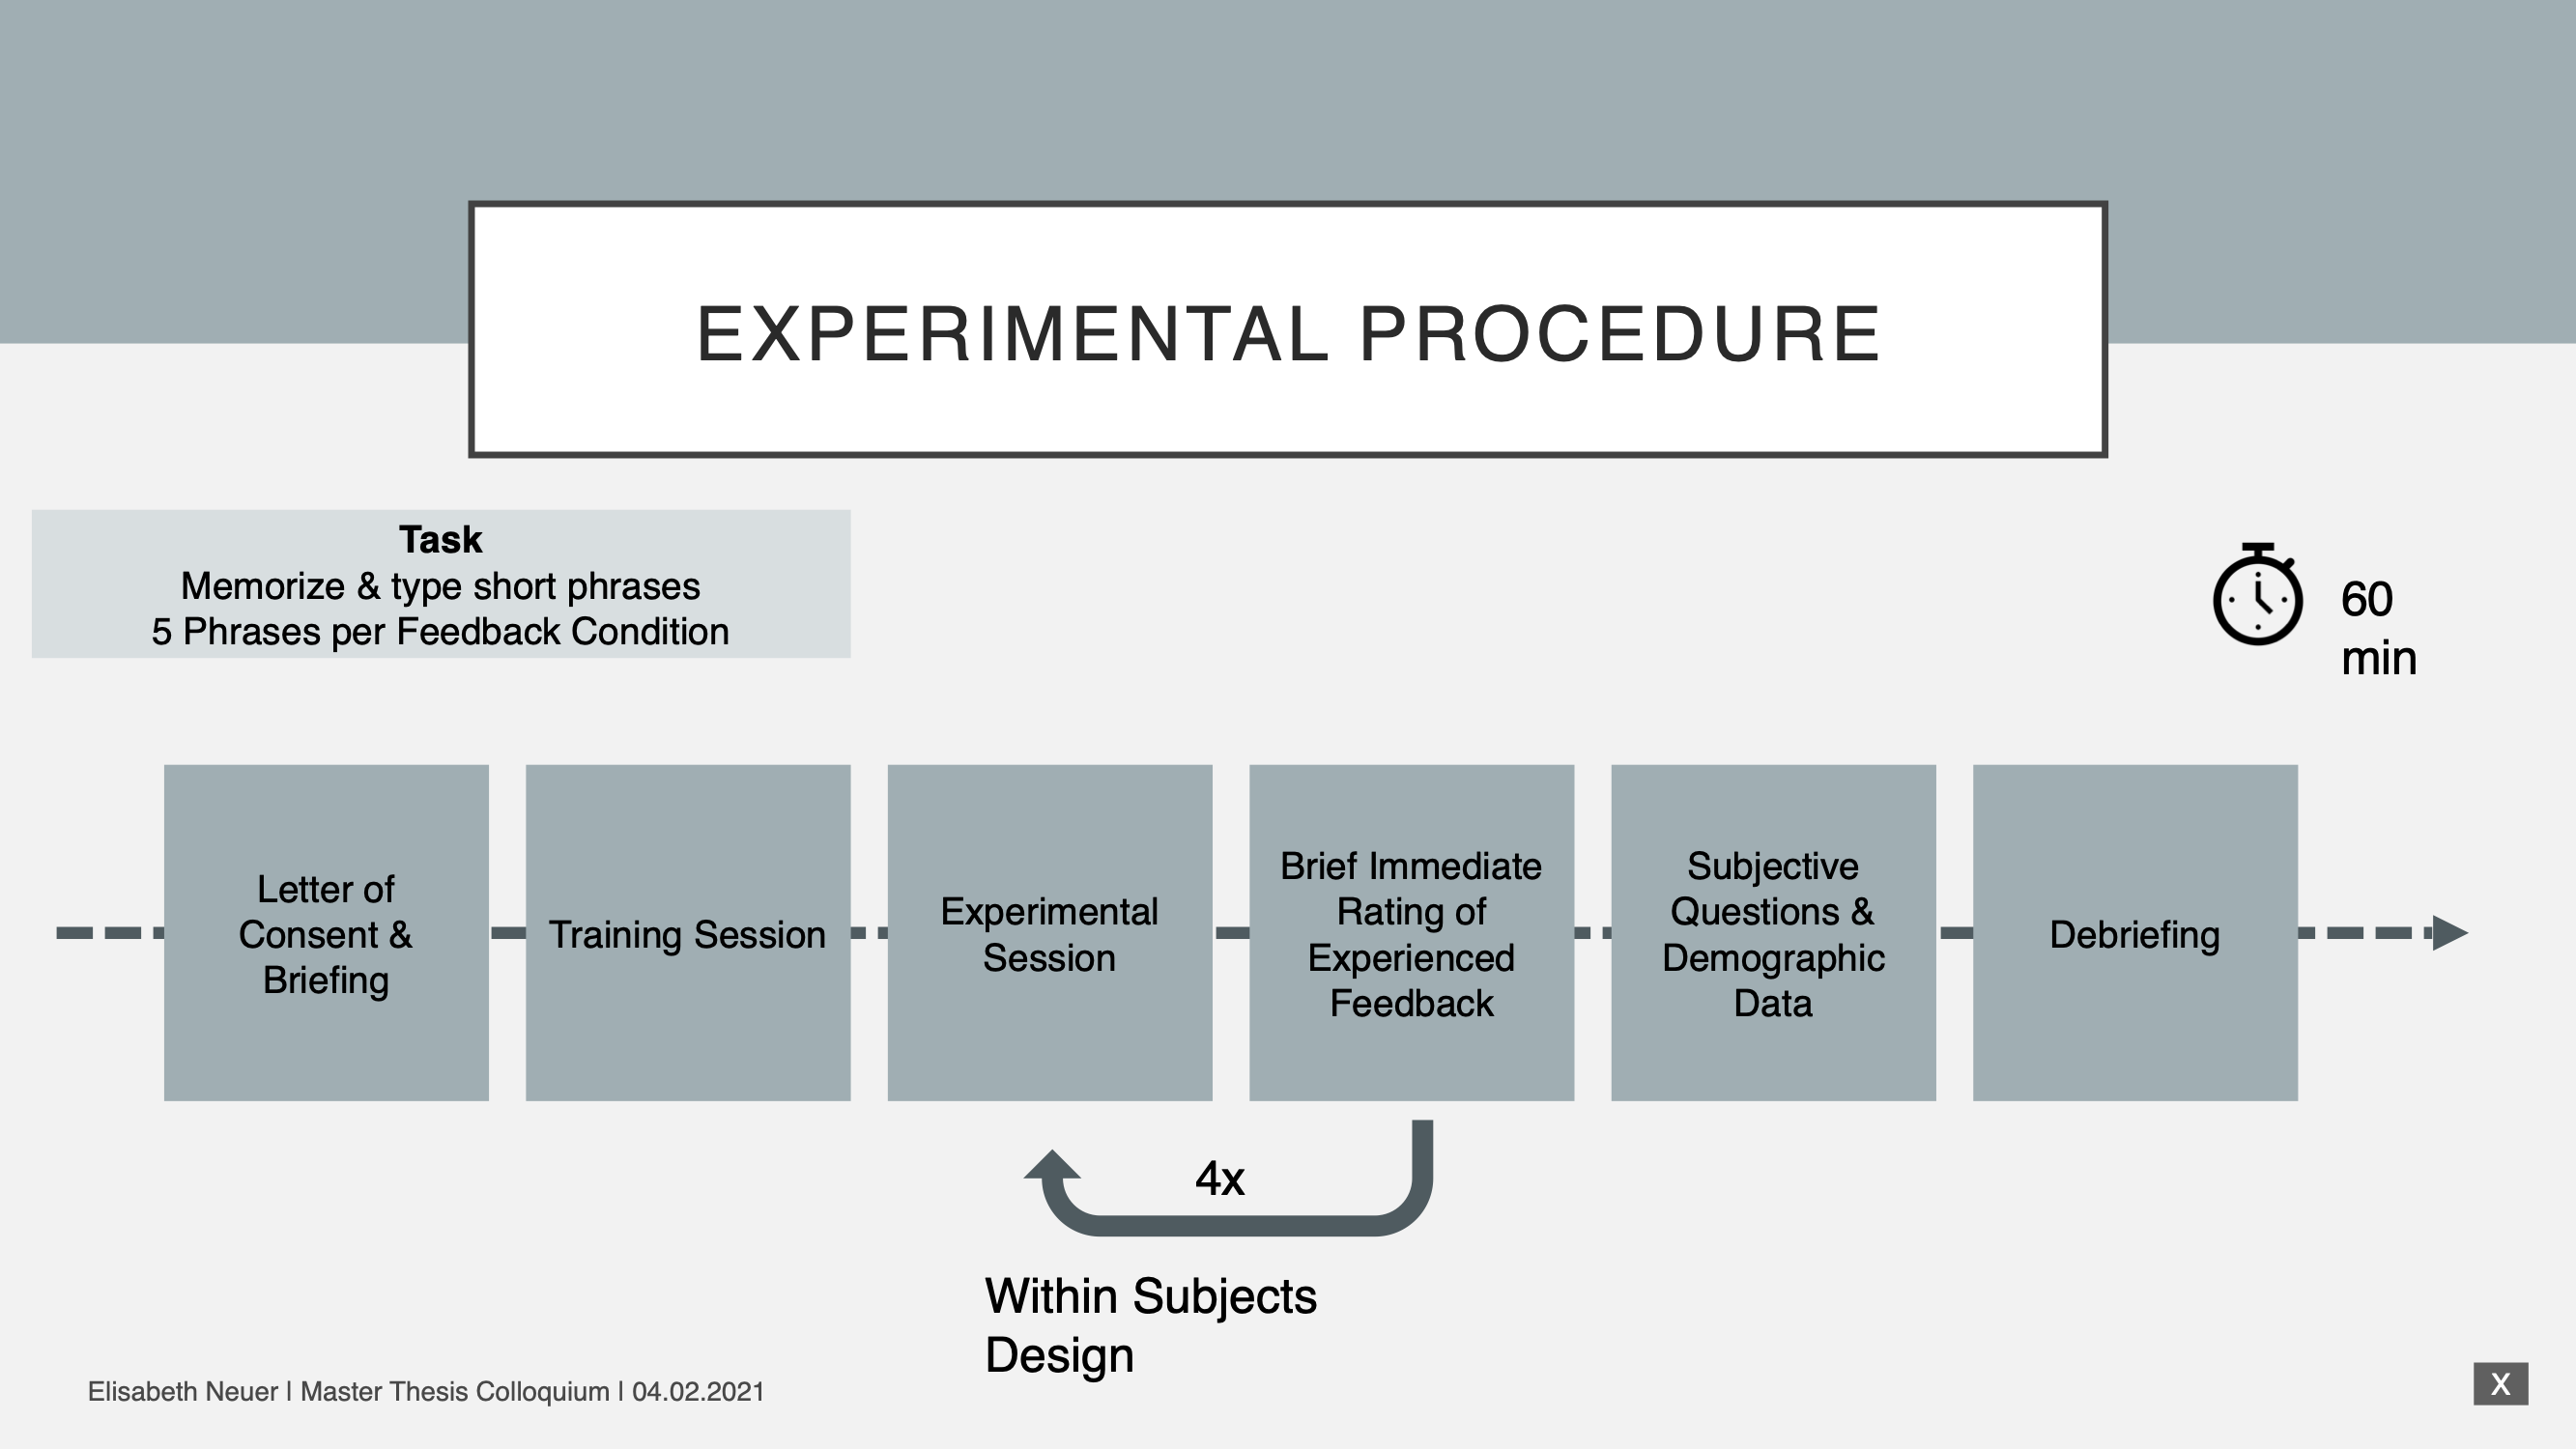 EXPERIMENTAL PROCEDURE
Task
Memorize & type short phrases
5 Phrases per Feedback Condition
60
min
Letter of
Consent &
Briefing
Training Session
Experimental
Session
Brief Immediate
Rating of
Experienced
Feedback
Subjective
Questions &
Demographic
Data
Debriefing
4x
Within Subjects
Design
Elisabeth Neuer | Master Thesis Colloquium | 04.02.2021
X